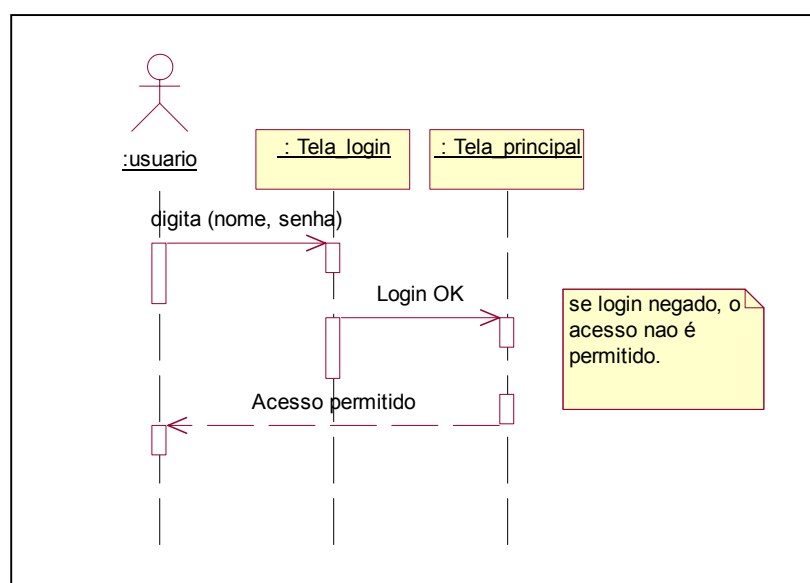 :usuario
: Tela_login
: Tela_principal
digita (nome, senha)
Login OK
se login negado, o
acesso nao é
permitido.
Acesso permitido